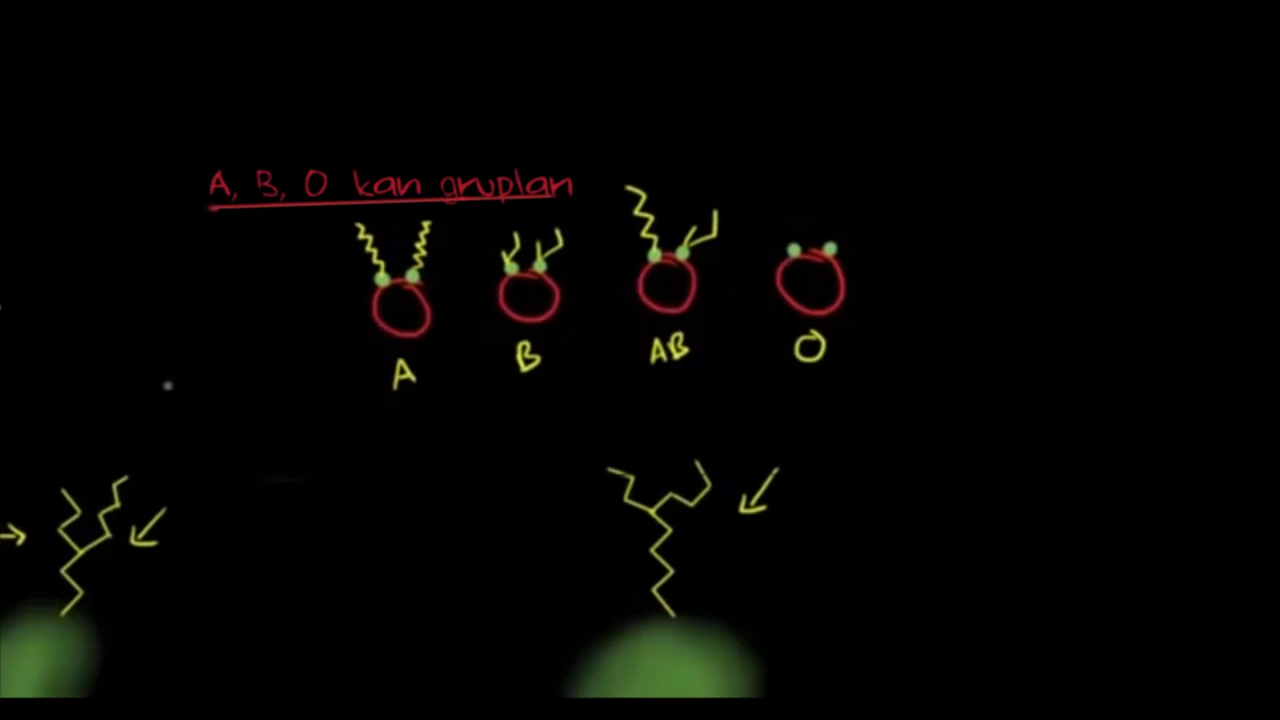 A, B, O kan grupları
A B AB O